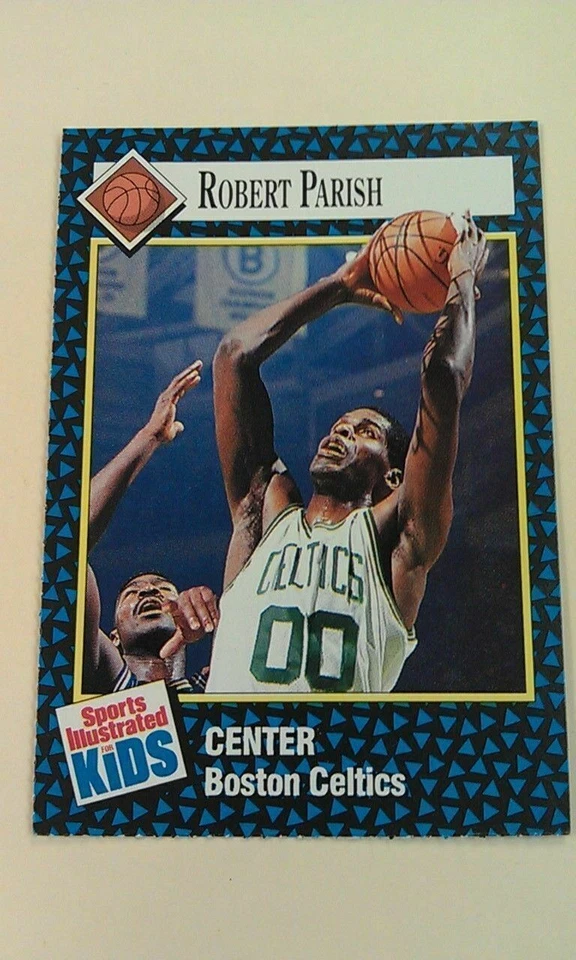 ROBERT PARISH
B
CELTICS
00
Sports
Illustrated
FOR
KIDS
CENTER
Boston Celtics